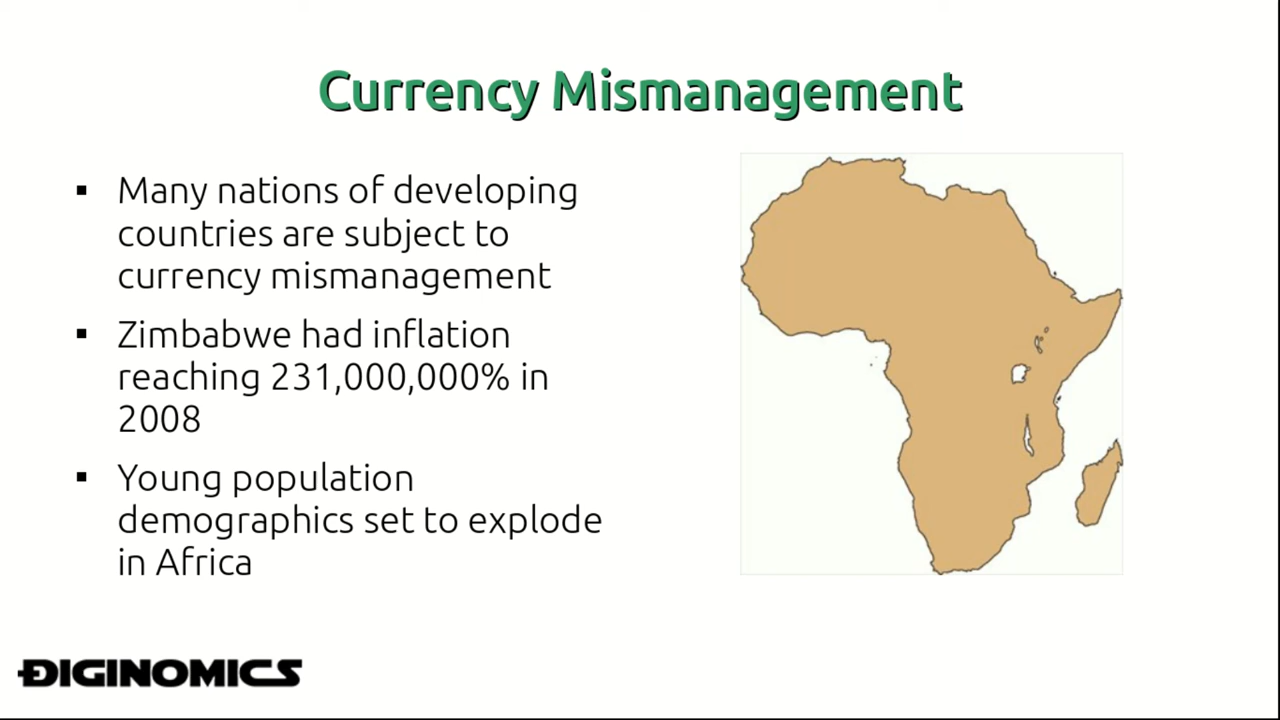 Currency Mismanagement
▪ Many nations of developing
countries are subject to
currency mismanagement
▪ Zimbabwe had inflation
reaching 231,000,000% in
2008
▪ Young population
demographics set to explode
in Africa
ĐIGINOMICS